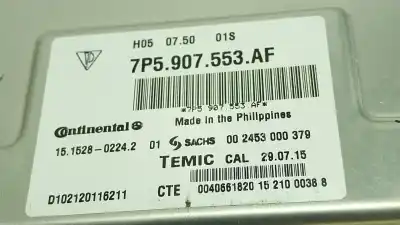 H05 07.50 01S
7P5.907.553.AF
*7P5 907 553 AF*
Made in the Philippines
Continental
15.1528-0224.2 01 SACHS 00 2453 000 379
TEMIC CAL 29.07.15
D102120116211 CTE 0040661820 15 210 0038 8